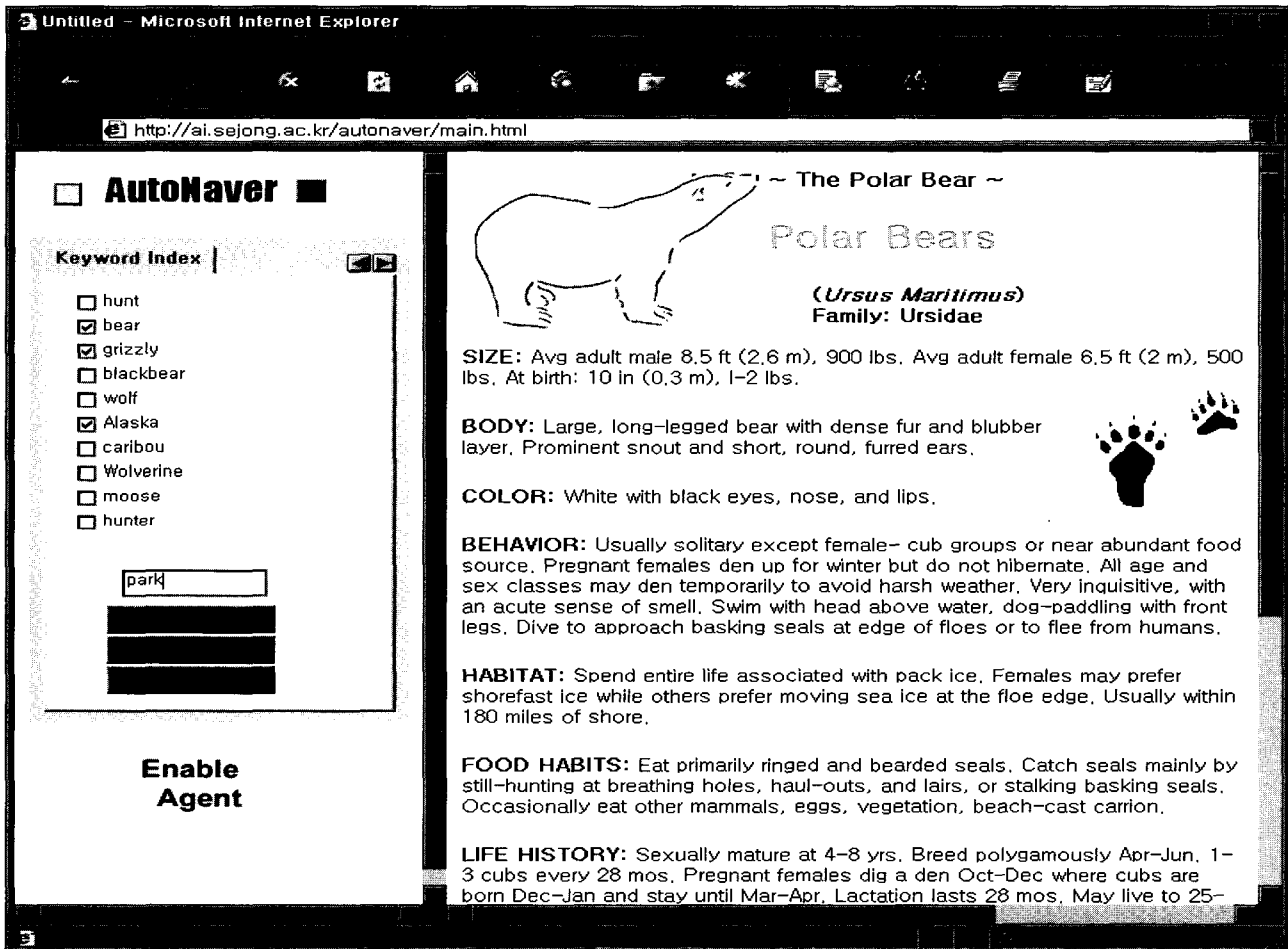 Untitled - Microsoft Internet Explorer
http://ai.sejong.ac.kr/autonaver/main.html
AutoNaver
Keyword Index
hunt
bear
grizzly
blackbear
wolf
Alaska
caribou
Wolverine
moose
hunter
park
Enable
Agent
~ The Polar Bear ~
Polar Bears
(Ursus Maritimus)
Family: Ursidae
SIZE: Avg adult male 8.5 ft (2.6 m), 900 lbs. Avg adult female 6.5 ft (2 m), 500
lbs. At birth: 10 in (0.3 m), 1-2 lbs.
BODY: Large, long-legged bear with dense fur and blubber
layer. Prominent snout and short, round, furred ears.
COLOR: White with black eyes, nose, and lips.
BEHAVIOR: Usually solitary except female- cub groups or near abundant food
source. Pregnant females den up for winter but do not hibernate. All age and
sex classes may den temporarily to avoid harsh weather. Very inquisitive, with
an acute sense of smell. Swim with head above water, dog-paddling with front
legs. Dive to approach basking seals at edge of floes or to flee from humans.
HABITAT: Spend entire life associated with pack ice. Females may prefer
shorefast ice while others prefer moving sea ice at the floe edge. Usually within
180 miles of shore.
FOOD HABITS: Eat primarily ringed and bearded seals. Catch seals mainly by
still-hunting at breathing holes, haul-outs, and lairs, or stalking basking seals.
Occasionally eat other mammals, eggs, vegetation, beach-cast carrion.
LIFE HISTORY: Sexually mature at 4-8 yrs. Breed polygamously Apr-Jun. 1-
3 cubs every 28 mos. Pregnant females dig a den Oct-Dec where cubs are
born Dec-Jan and stay until Mar-Apr. Lactation lasts 28 mos. May live to 25-